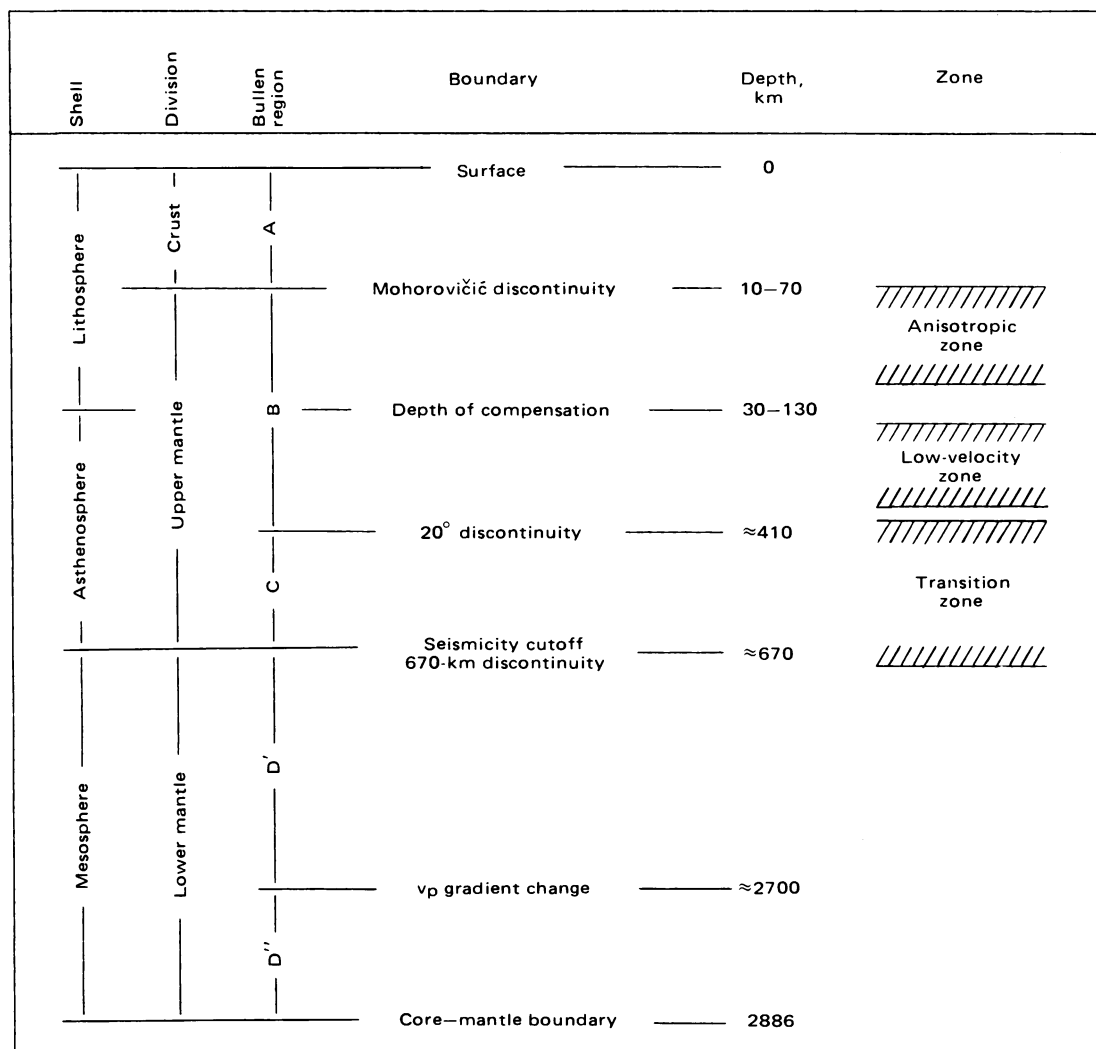 Shell
Division
Bullen
region
Boundary
Depth,
km
Zone
Surface
0
Crust
A
Lithosphere
Mohorovičić discontinuity
10–70
Anisotropic
zone
B
Depth of compensation
30–130
Upper mantle
Low-velocity
zone
Asthenosphere
20° discontinuity
≈410
C
Transition
zone
Seismicity cutoff
670-km discontinuity
≈670
D'
Mesosphere
Lower mantle
vp gradient change
≈2700
D''
Core–mantle boundary
2886